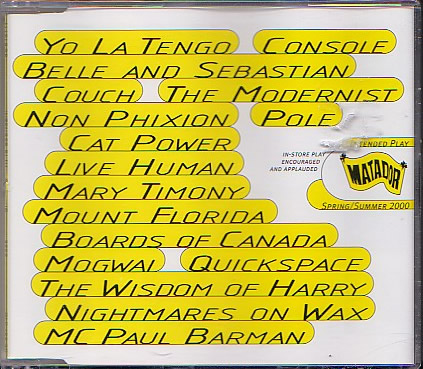 YO LA TENGO CONSOLE
BELLE AND SEBASTIAN
COUCH THE MODERNIST
NON PHIXION POLE
CAT POWER
LIVE HUMAN
MARY TIMONY
MOUNT FLORIDA
BOARDS OF CANADA
MOGWAI QUICKSPACE
THE WISDOM OF HARRY
NIGHTMARES ON WAX
MC PAUL BARMAN
IN-STORE PLAY
ENCOURAGED
AND APPLAUDED
PLAY
MATADOR
SPRING/SUMMER 2000